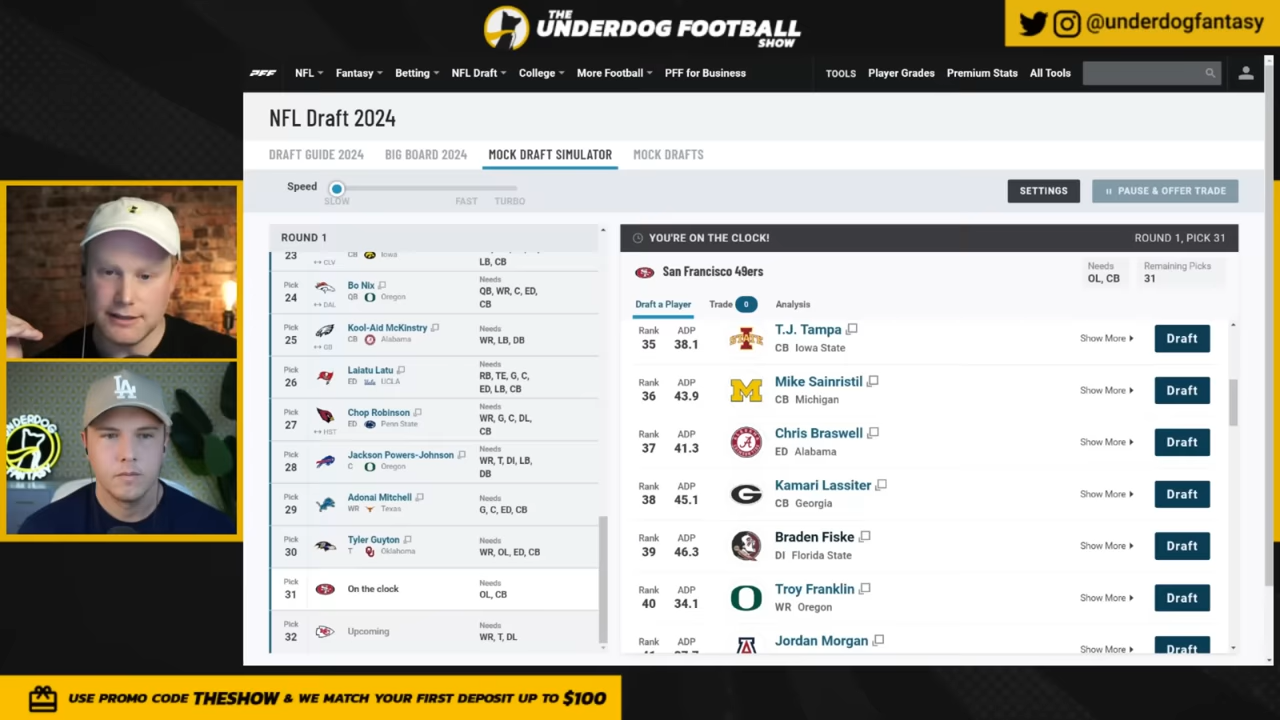 THE
UNDERDOG FOOTBALL
SHOW
@underdogfantasy
PFF
NFL
Fantasy
Betting
NFL Draft
College
More Football
PFF for Business
TOOLS
Player Grades
Premium Stats
All Tools
NFL Draft 2024
DRAFT GUIDE 2024
BIG BOARD 2024
MOCK DRAFT SIMULATOR
MOCK DRAFTS
Speed
SLOW
FAST
TURBO
SETTINGS
PAUSE & OFFER TRADE
ROUND 1
23
CLV
CB Iowa
LB, CB
Pick
24
DAL
Bo Nix
QB Oregon
Needs
QB, WR, C, ED,
CB
Pick
25
GB
Kool-Aid McKinstry
CB Alabama
Needs
WR, LB, DB
Pick
26
Laiatu Latu
ED UCLA
Needs
RB, TE, G, C,
ED, LB, CB
Pick
27
HST
Chop Robinson
ED Penn State
Needs
WR, G, C, DL,
CB
Pick
28
Jackson Powers-Johnson
C Oregon
Needs
WR, T, DI, LB,
DB
Pick
29
Adonai Mitchell
WR Texas
Needs
G, C, ED, CB
Pick
30
Tyler Guyton
T Oklahoma
Needs
WR, OL, ED, CB
Pick
31
On the clock
Needs
OL, CB
Pick
32
Upcoming
Needs
WR, T, DL
YOU'RE ON THE CLOCK!
ROUND 1, PICK 31
San Francisco 49ers
Needs
OL, CB
Remaining Picks
31
Draft a Player
Trade 0
Analysis
Rank ADP
35 38.1
T.J. Tampa
CB Iowa State
Show More
Draft
Rank ADP
36 43.9
Mike Sainristil
CB Michigan
Show More
Draft
Rank ADP
37 41.3
Chris Braswell
ED Alabama
Show More
Draft
Rank ADP
38 45.1
Kamari Lassiter
CB Georgia
Show More
Draft
Rank ADP
39 46.3
Braden Fiske
DI Florida State
Show More
Draft
Rank ADP
40 34.1
Troy Franklin
WR Oregon
Show More
Draft
Rank ADP
Jordan Morgan
Show More
Draft
LA
UNDERDOG
FANTASY
USE PROMO CODE THESHOW & WE MATCH YOUR FIRST DEPOSIT UP TO $100